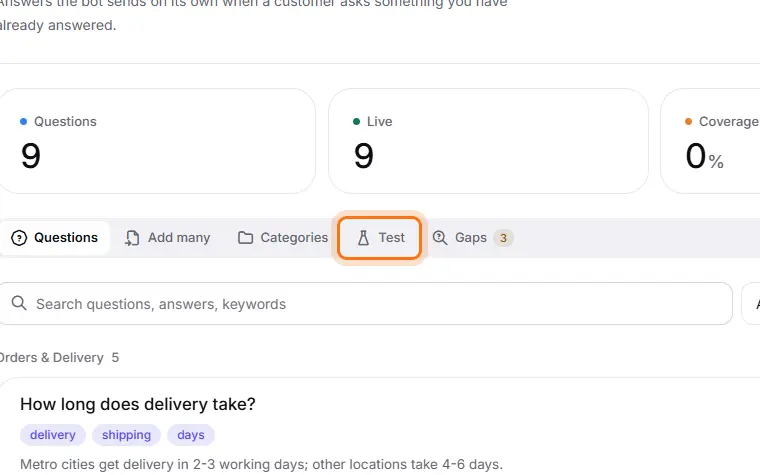 Answers the bot sends on its own when a customer asks something you have
already answered.
Questions
9
Live
9
Coverage
0%
Questions
Add many
Categories
Test
Gaps 3
Search questions, answers, keywords
Orders & Delivery 5
How long does delivery take?
delivery shipping days
Metro cities get delivery in 2-3 working days; other locations take 4-6 days.